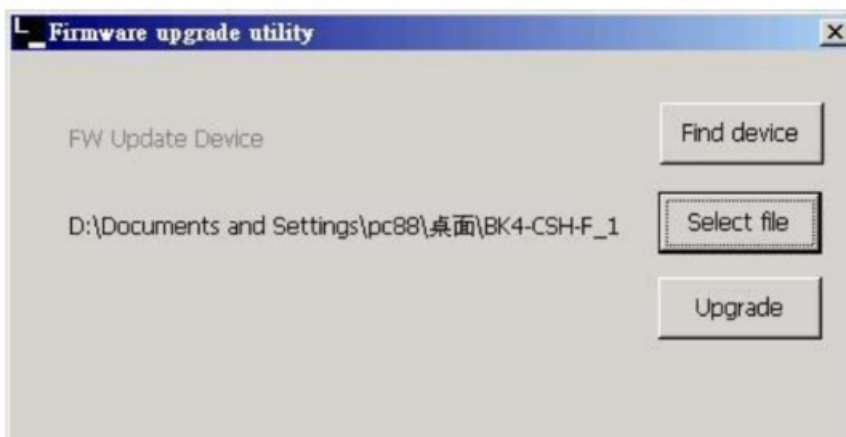 Firmware upgrade utility
FW Update Device
Find device
D:\Documents and Settings\pc88\桌面\BK4-CSH-F_1
Select file
Upgrade